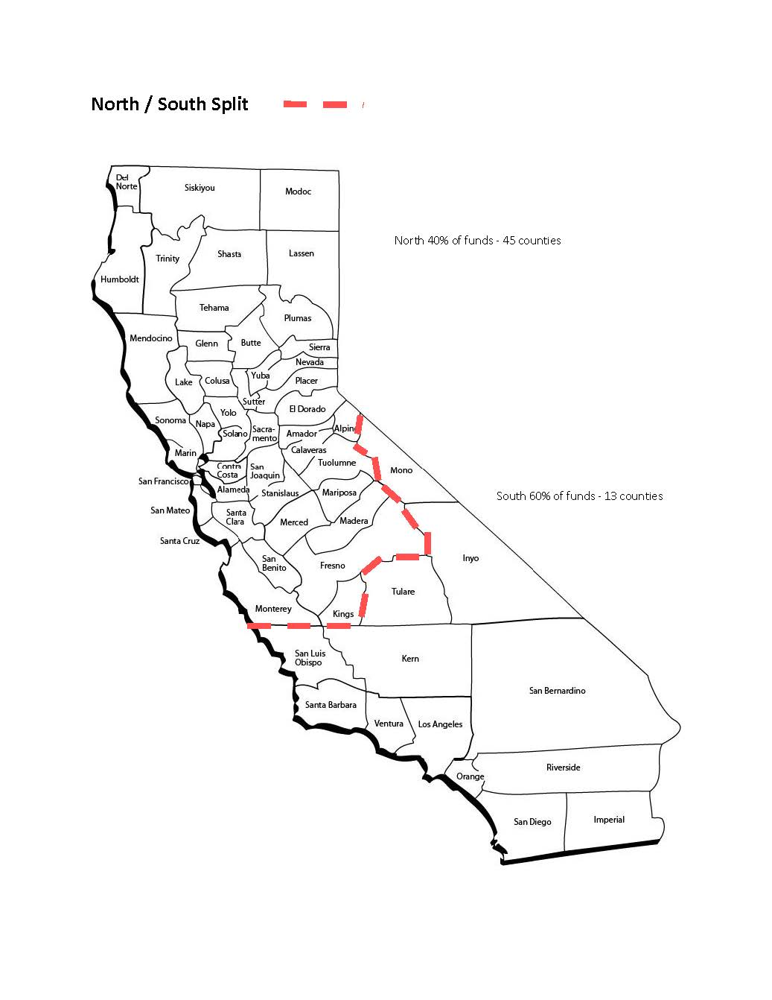 North / South Split
Del
Norte
Siskiyou
Modoc
North 40% of funds - 45 counties
Trinity
Shasta
Lassen
Humboldt
Tehama
Plumas
Mendocino
Glenn
Butte
Sierra
Nevada
Yuba
Lake
Colusa
Placer
Sutter
El Dorado
Yolo
Sonoma
Napa
Solano
Sacra-
mento
Amador
Alpin
Marin
Calaveras
Tuolumne
Contra
Costa
San
Joaquin
Mono
San Francisco
Alameda
Stanislaus
Mariposa
South 60% of funds - 13 counties
San Mateo
Santa
Clara
Merced
Madera
Santa Cruz
San
Benito
Fresno
Inyo
Tulare
Monterey
Kings
San Luis
Obispo
Kern
San Bernardino
Santa Barbara
Ventura
Los Angeles
Orange
Riverside
San Diego
Imperial